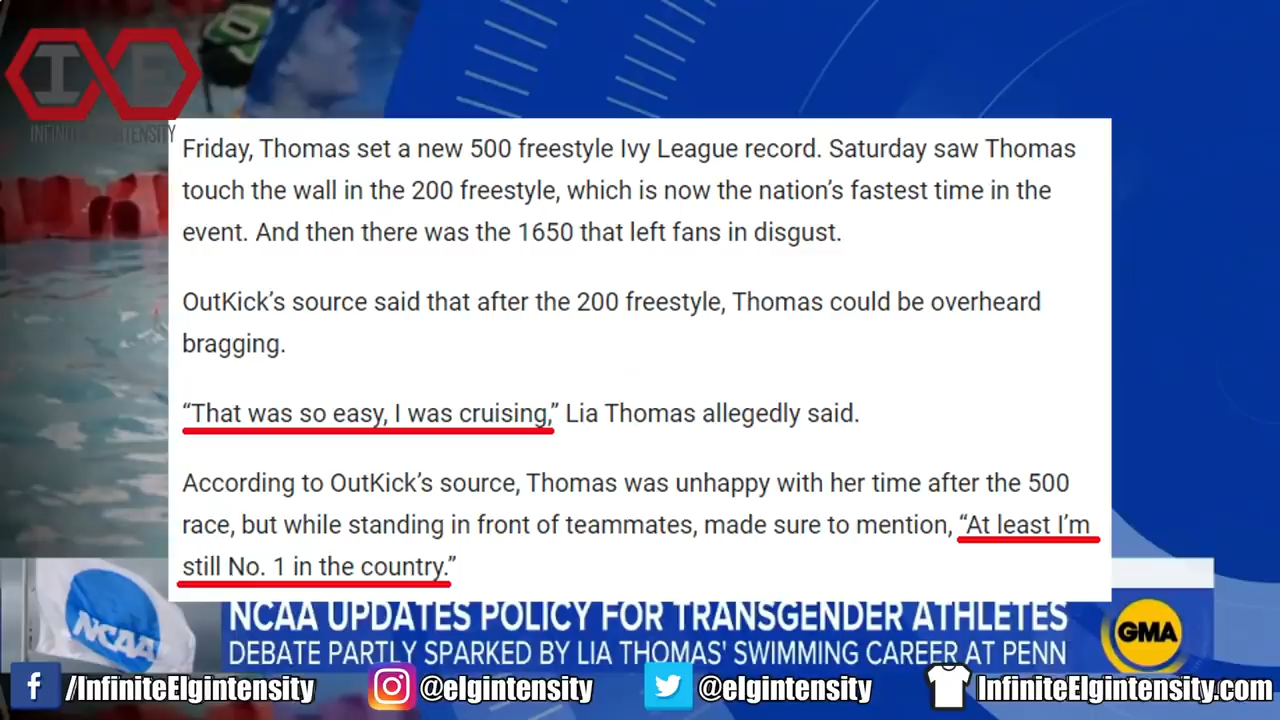 IE
INFINITE ELGINTENSITY
Friday, Thomas set a new 500 freestyle Ivy League record. Saturday saw Thomas
touch the wall in the 200 freestyle, which is now the nation’s fastest time in the
event. And then there was the 1650 that left fans in disgust.
OutKick’s source said that after the 200 freestyle, Thomas could be overheard
bragging.
“That was so easy, I was cruising,” Lia Thomas allegedly said.
According to OutKick’s source, Thomas was unhappy with her time after the 500
race, but while standing in front of teammates, made sure to mention, “At least I’m
still No. 1 in the country.”
NCAA
NCAA UPDATES POLICY FOR TRANSGENDER ATHLETES
DEBATE PARTLY SPARKED BY LIA THOMAS' SWIMMING CAREER AT PENN
GMA
f /InfiniteElgintensity @elgintensity @elgintensity InfiniteElgintensity.com